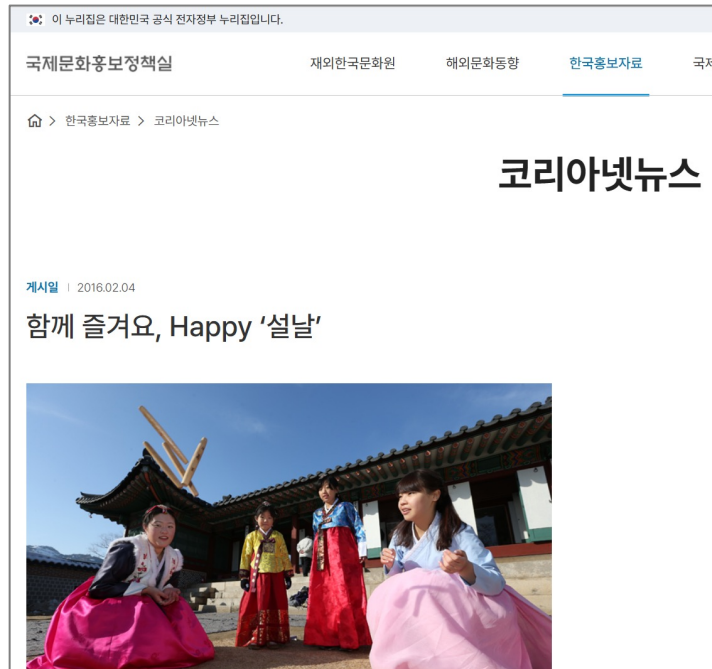 이 누리집은 대한민국 공식 전자정부 누리집입니다.
국제문화홍보정책실 재외한국문화원 해외문화동향 한국홍보자료
한국홍보자료 > 코리아넷뉴스
코리아넷뉴스
게시일 | 2016.02.04
함께 즐겨요, Happy ‘설날’